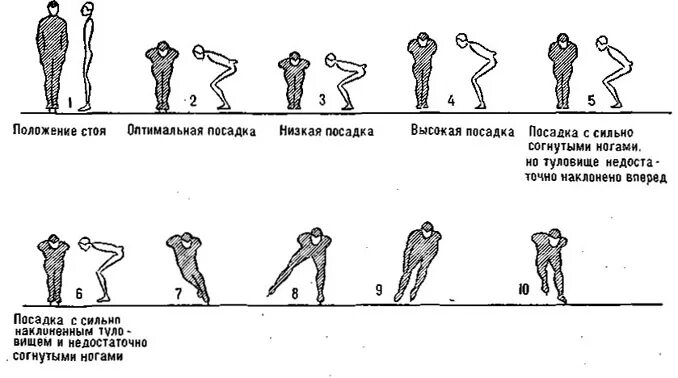 1 2 3 4 5
Положение стоя
Оптимальная посадка
Низкая посадка
Высокая посадка
Посадка с сильно
согнутыми ногами,
но туловище недоста-
точно наклонено вперед
6 7 8 9 10
Посадка с сильно
наклоненным туло-
вищем и недостаточно
согнутыми ногами